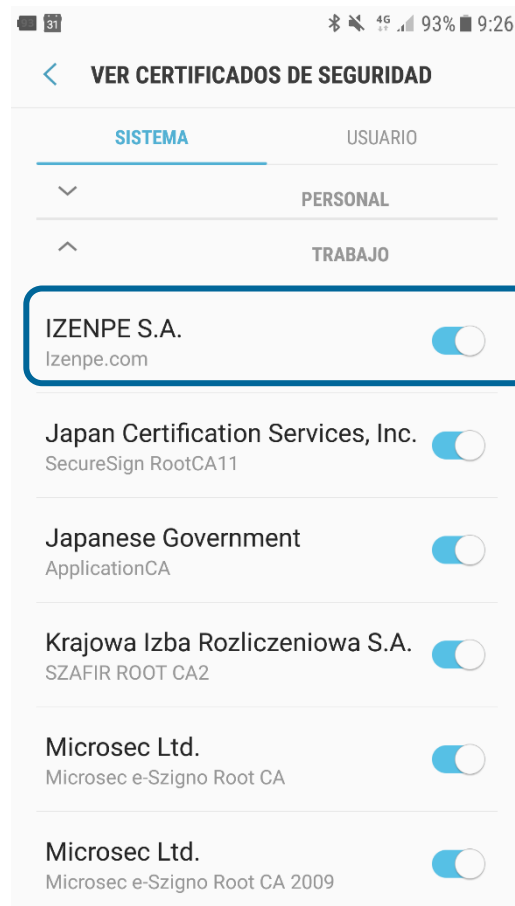 31 4G 93% 9:26
VER CERTIFICADOS DE SEGURIDAD
SISTEMA USUARIO
PERSONAL
TRABAJO
IZENPE S.A.
Izenpe.com
Japan Certification Services, Inc.
SecureSign RootCA11
Japanese Government
ApplicationCA
Krajowa Izba Rozliczeniowa S.A.
SZAFIR ROOT CA2
Microsec Ltd.
Microsec e-Szigno Root CA
Microsec Ltd.
Microsec e-Szigno Root CA 2009